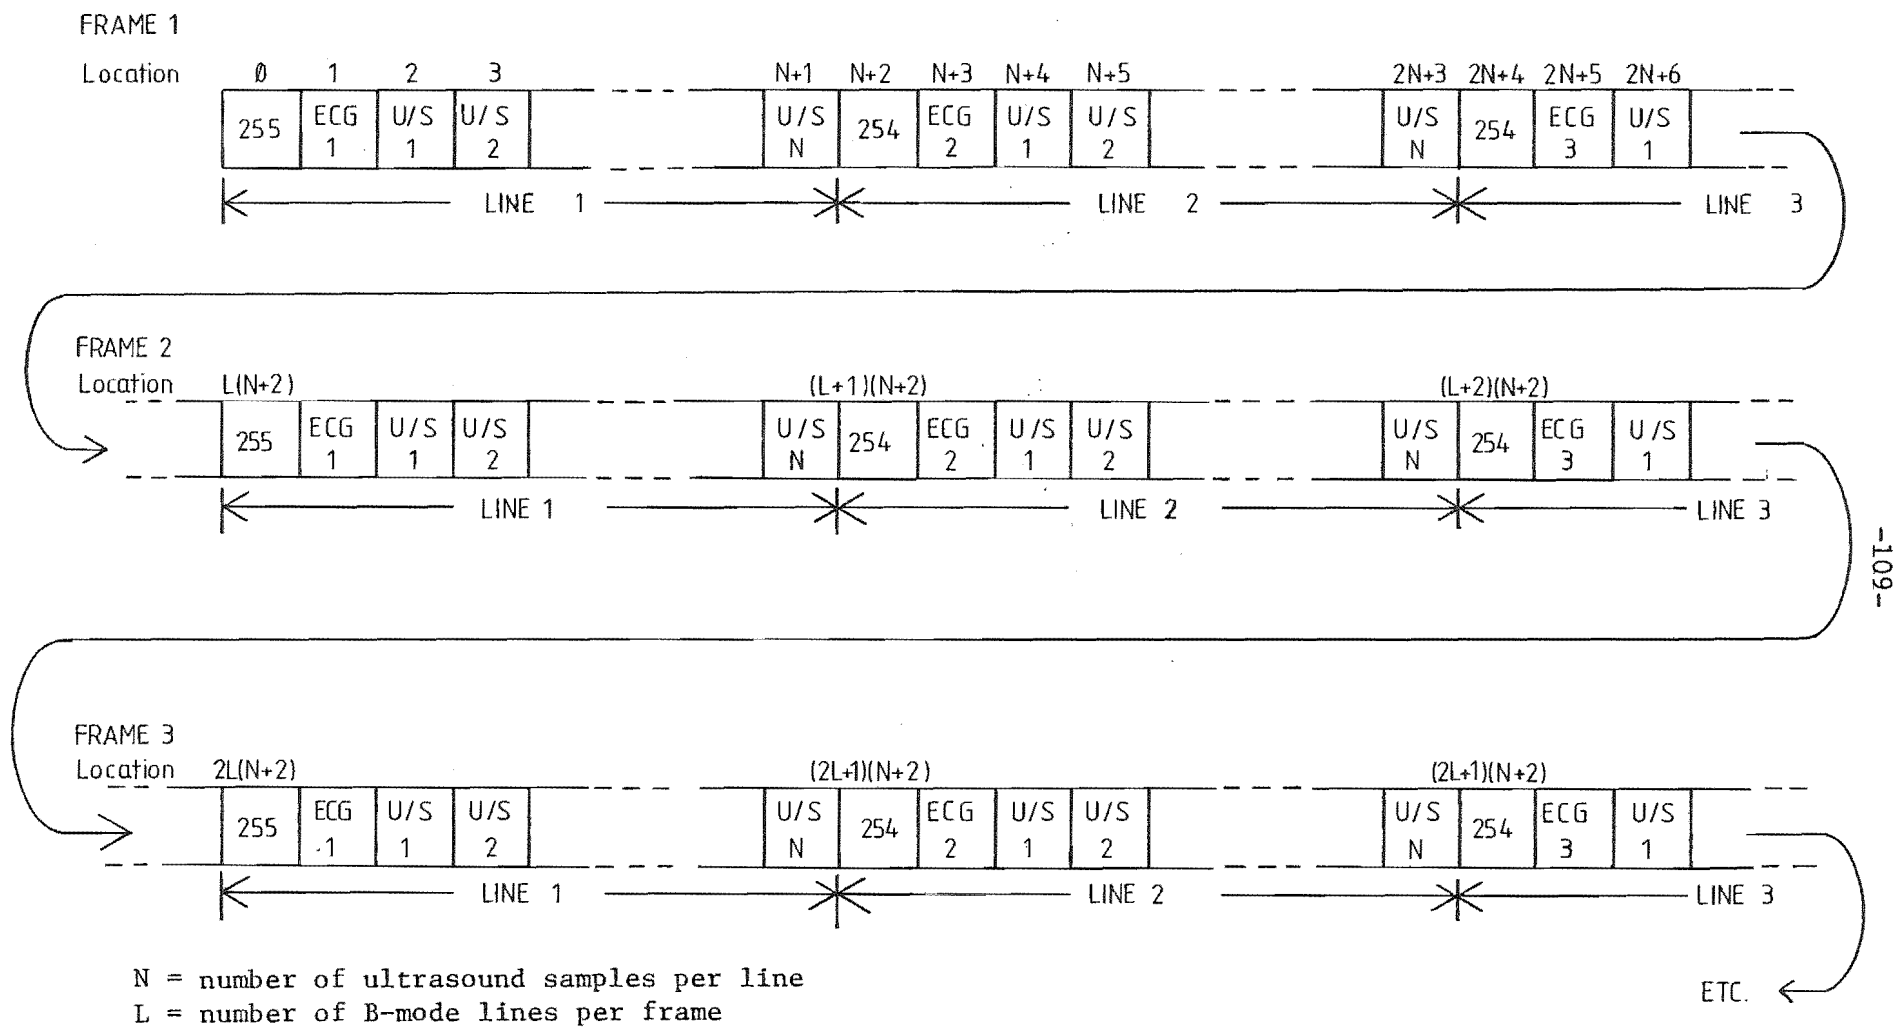 FRAME 1
Location Ø 1 2 3 N+1 N+2 N+3 N+4 N+5 2N+3 2N+4 2N+5 2N+6
255 ECG 1 U/S 1 U/S 2 U/S N 254 ECG 2 U/S 1 U/S 2 U/S N 254 ECG 3 U/S 1
LINE 1 LINE 2 LINE 3
FRAME 2
Location L(N+2) (L+1)(N+2) (L+2)(N+2)
255 ECG 1 U/S 1 U/S 2 U/S N 254 ECG 2 U/S 1 U/S 2 U/S N 254 ECG 3 U/S 1
LINE 1 LINE 2 LINE 3
-109-
FRAME 3
Location 2L(N+2) (2L+1)(N+2) (2L+1)(N+2)
255 ECG 1 U/S 1 U/S 2 U/S N 254 ECG 2 U/S 1 U/S 2 U/S N 254 ECG 3 U/S 1
LINE 1 LINE 2 LINE 3
N = number of ultrasound samples per line
L = number of B-mode lines per frame
ETC.